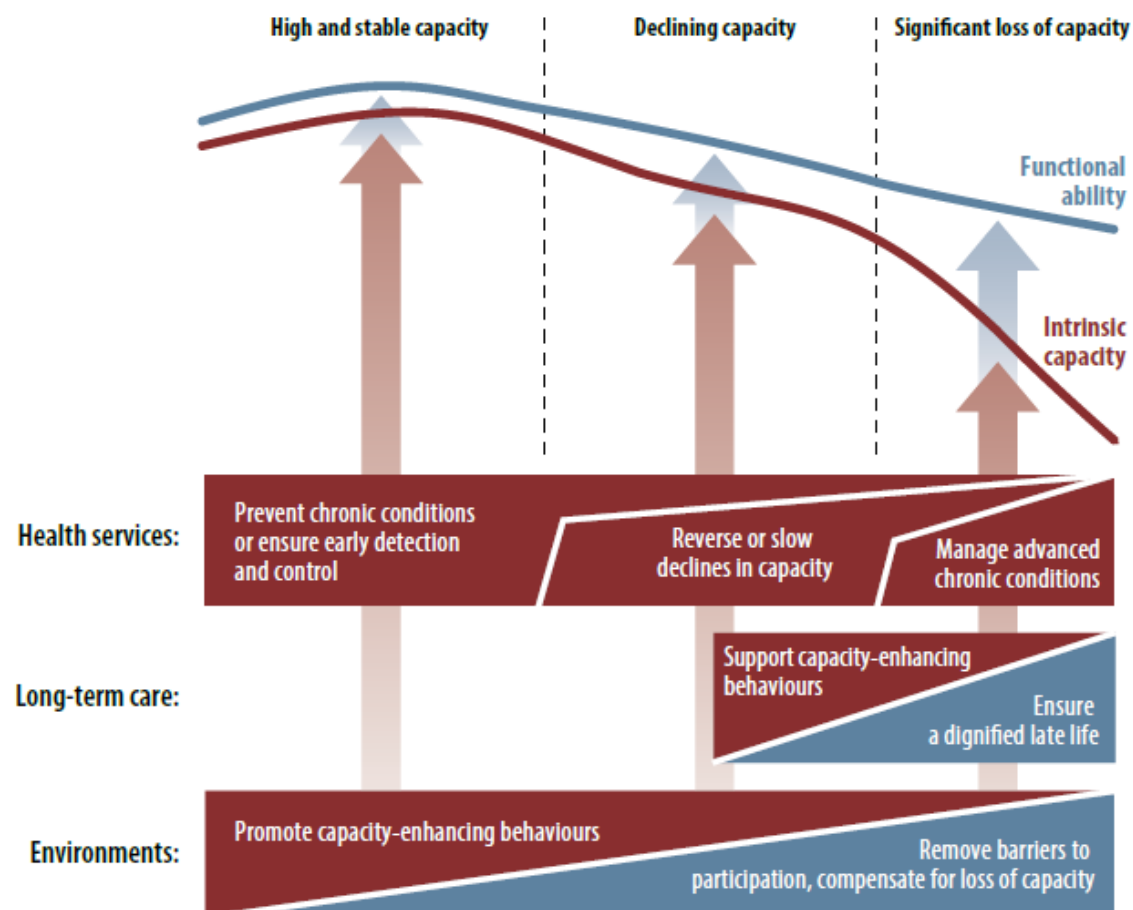 High and stable capacity
Declining capacity
Significant loss of capacity
Functional
ability
Intrinsic
capacity
Health services:
Prevent chronic conditions
or ensure early detection
and control
Reverse or slow
declines in capacity
Manage advanced
chronic conditions
Long-term care:
Support capacity-enhancing
behaviours
Ensure
a dignified late life
Environments:
Promote capacity-enhancing behaviours
Remove barriers to
participation, compensate for loss of capacity